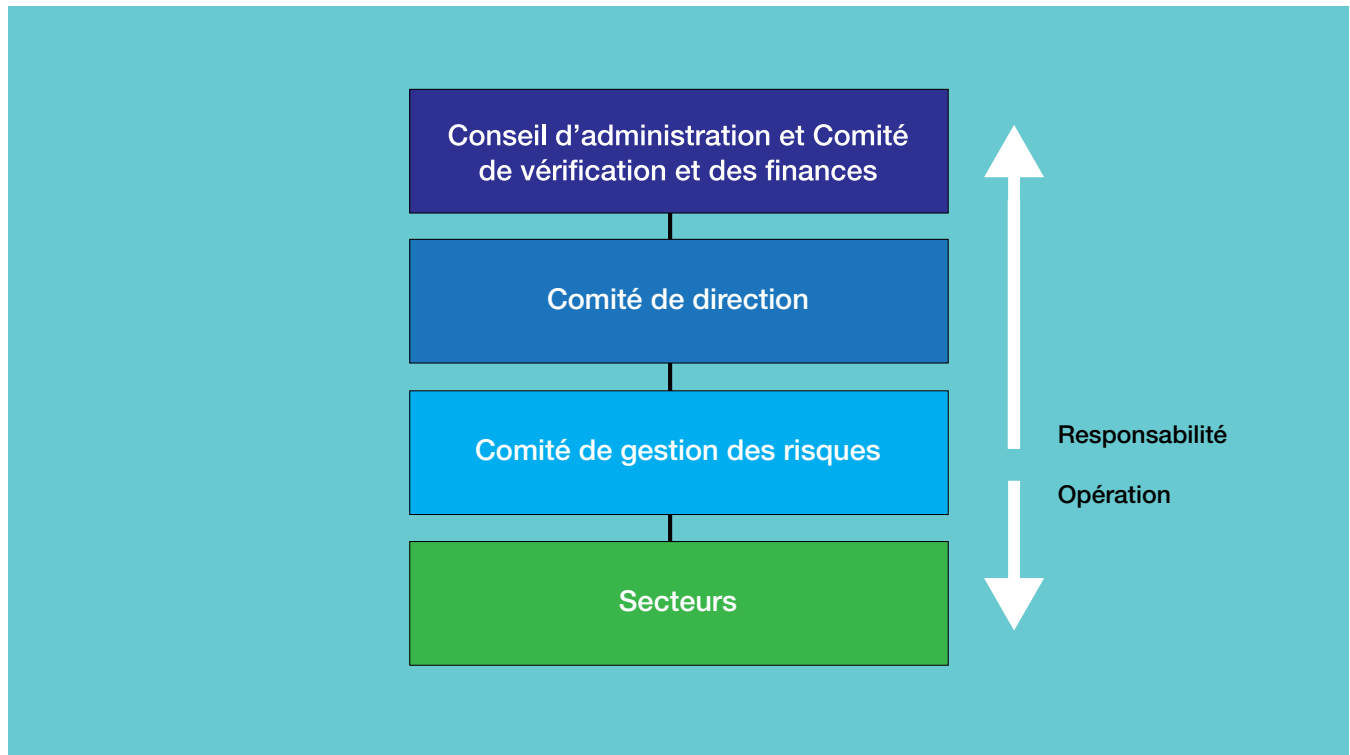 Conseil d’administration et Comité
de vérification et des finances
Comité de direction
Comité de gestion des risques
Responsabilité
Opération
Secteurs